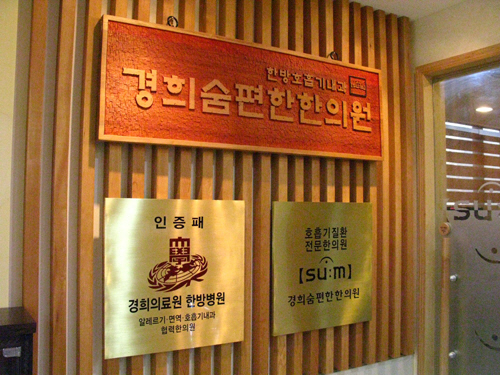 한방호흡기내과
경희숨편한한의원
인증패
경희의료원 한방병원
알레르기·면역·호흡기내과
협력한의원
호흡기질환
전문한의원
[su:m]
경희숨편한한의원
su: